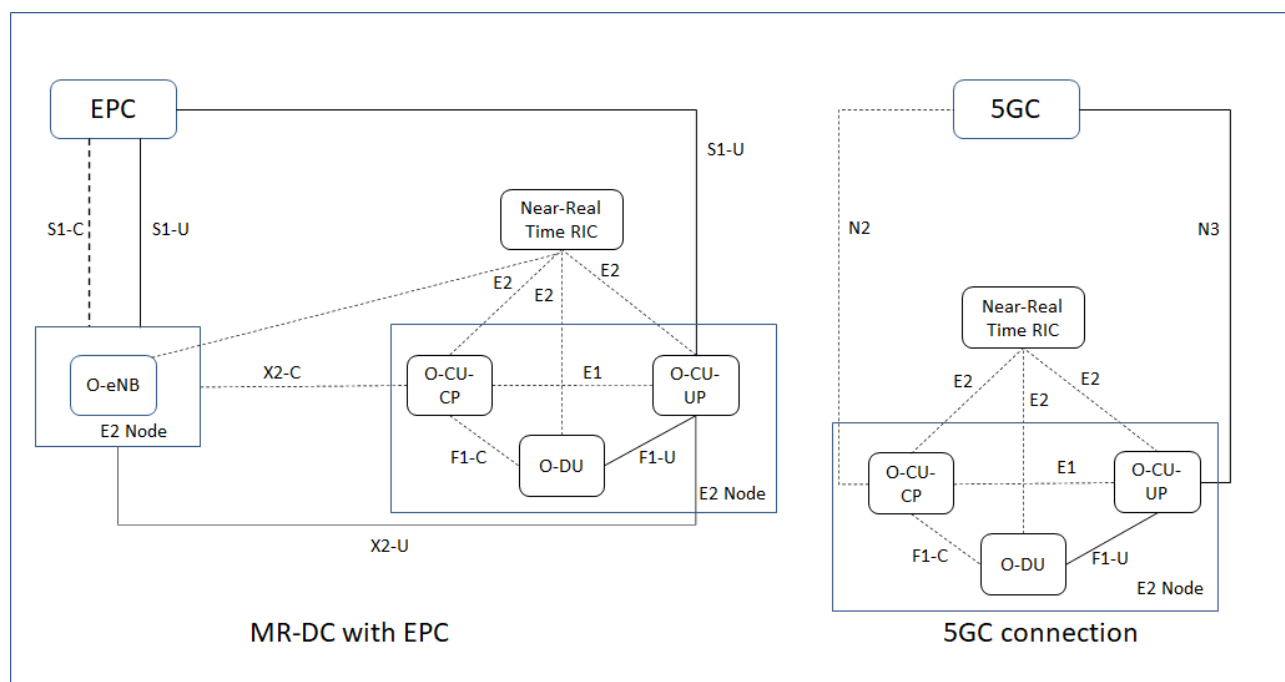 EPC
5GC
S1-U
Near-Real
Time RIC
S1-C
S1-U
N2
N3
E2
E2
E2
Near-Real
Time RIC
O-eNB
X2-C
O-CU-
CP
E1
O-CU-
UP
E2
E2
E2
E2 Node
F1-C
O-DU
F1-U
E2 Node
O-CU-
CP
E1
O-CU-
UP
X2-U
F1-C
O-DU
F1-U
E2 Node
MR-DC with EPC
5GC connection